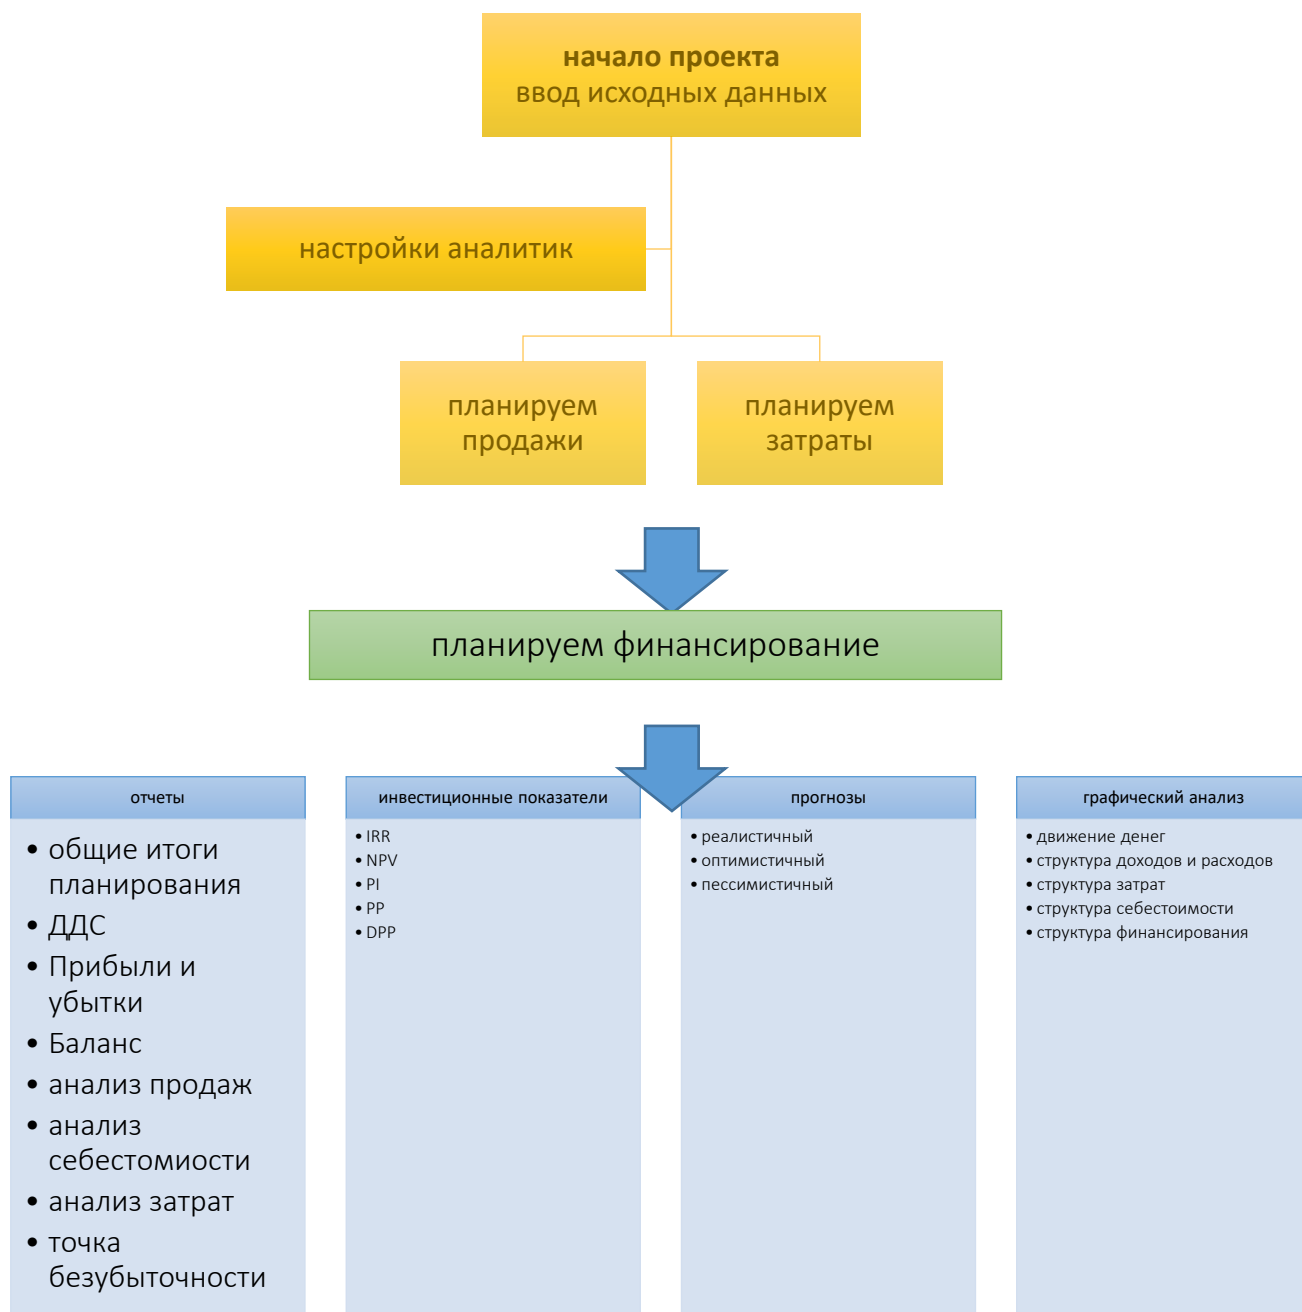 начало проекта
ввод исходных данных
настройки аналитик
планируем
продажи
планируем
затраты
планируем финансирование
отчеты
• общие итоги
планирования
• ДДС
• Прибыли и
убытки
• Баланс
• анализ продаж
• анализ
себестомиости
• анализ затрат
• точка
безубыточности
инвестиционные показатели
• IRR
• NPV
• PI
• PP
• DPP
прогнозы
• реалистичный
• оптимистичный
• пессимистичный
графический анализ
• движение денег
• структура доходов и расходов
• структура затрат
• структура себестоимости
• структура финансирования